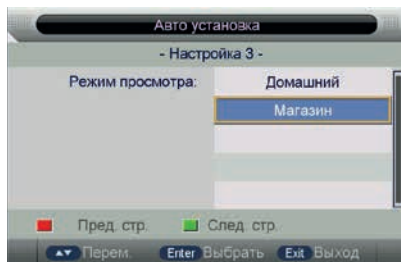 Авто установка
- Настройка 3 -
Режим просмотра: Домашний
Магазин
Пред. стр. След. стр.
Перем. Enter Выбрать Exit Выход